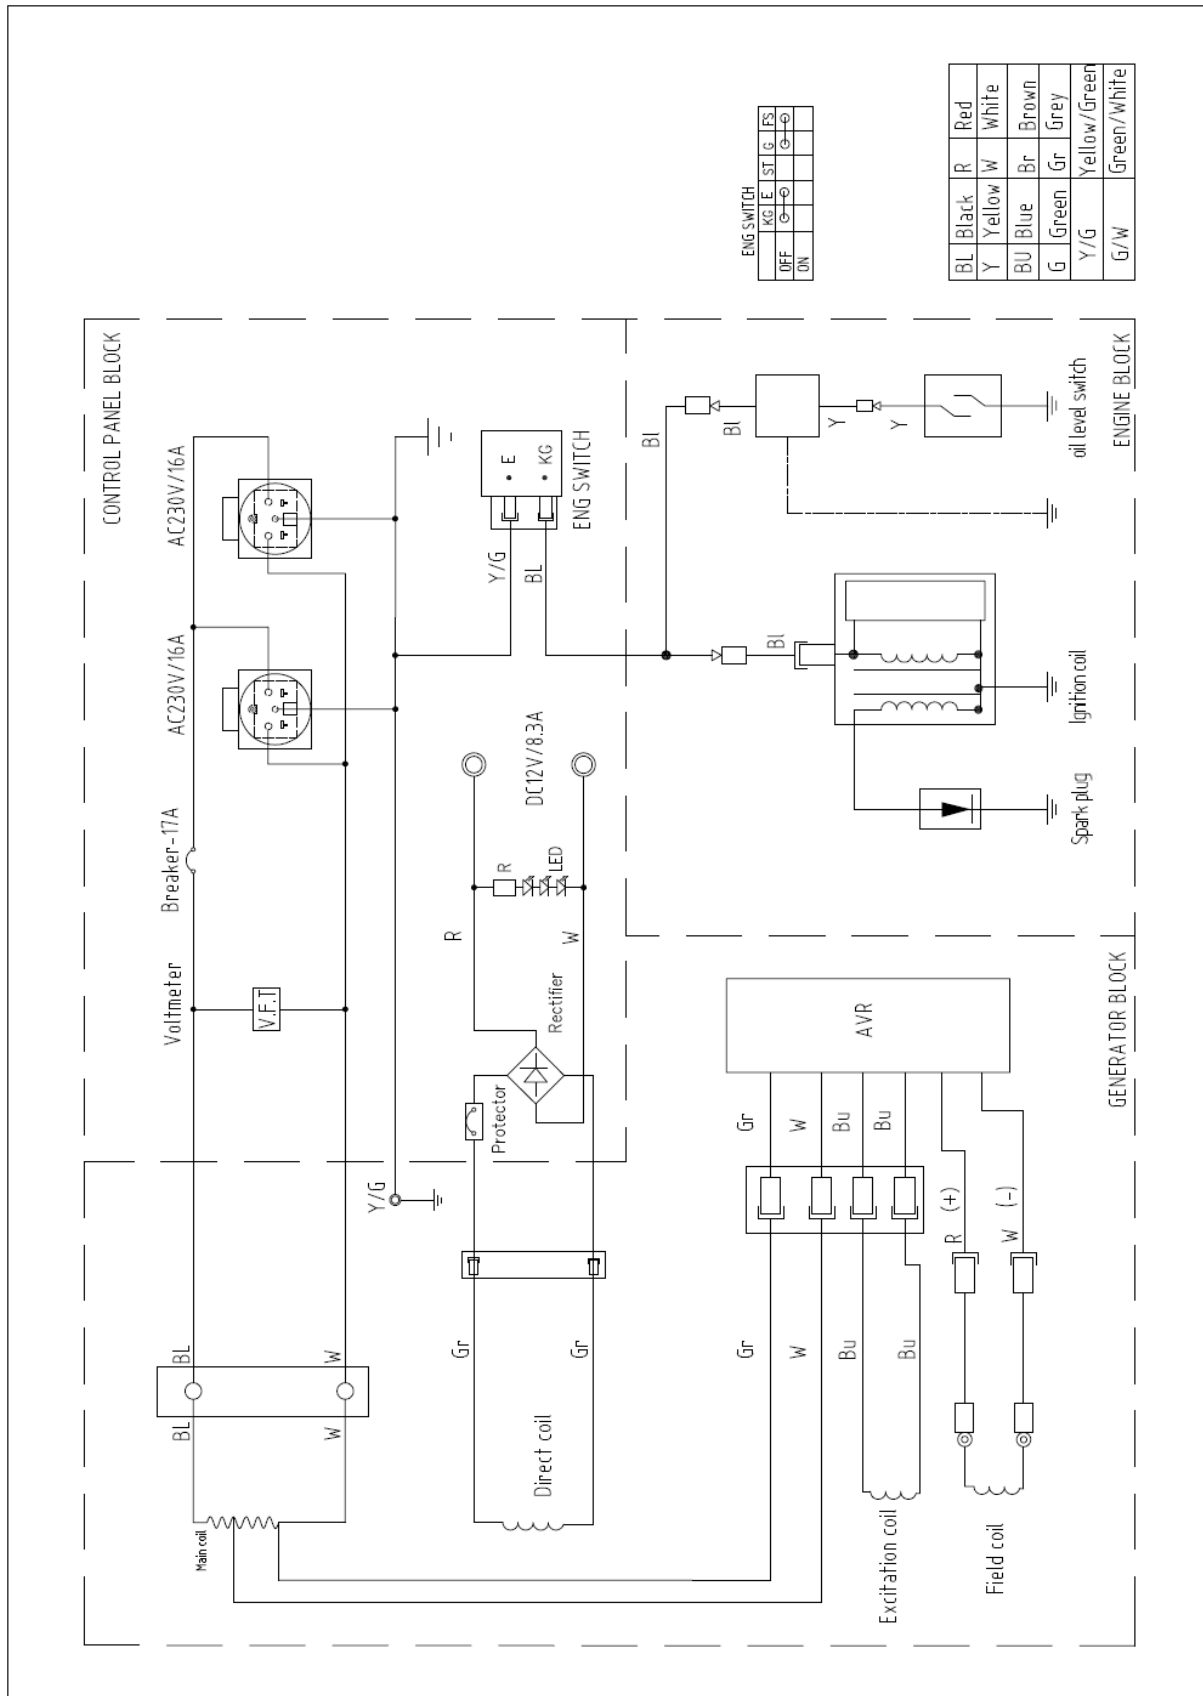 CONTROL PANEL BLOCK
Voltmeter
Breaker-17A
AC230V/16A
AC230V/16A
V.F.T
BL
BL
W
W
Main coil
Y/G
Protector
Rectifier
R
W
R
LED
DC12V/8.3A
Y/G
BL
E
KG
ENG SWITCH
Gr
Gr
Direct coil
Gr
W
Bu
Bu
Gr
W
Bu
Bu
R
(+)
W
(-)
AVR
Excitation coil
Field coil
GENERATOR BLOCK
Bl
Bl
Bl
Y
Y
Spark plug
Ignition coil
oil level switch
ENGINE BLOCK
ENG SWITCH
KG E ST G FS
OFF
ON
BL Black R Red
Y Yellow W White
BU Blue Br Brown
G Green Gr Grey
Y/G Yellow/Green
G/W Green/White